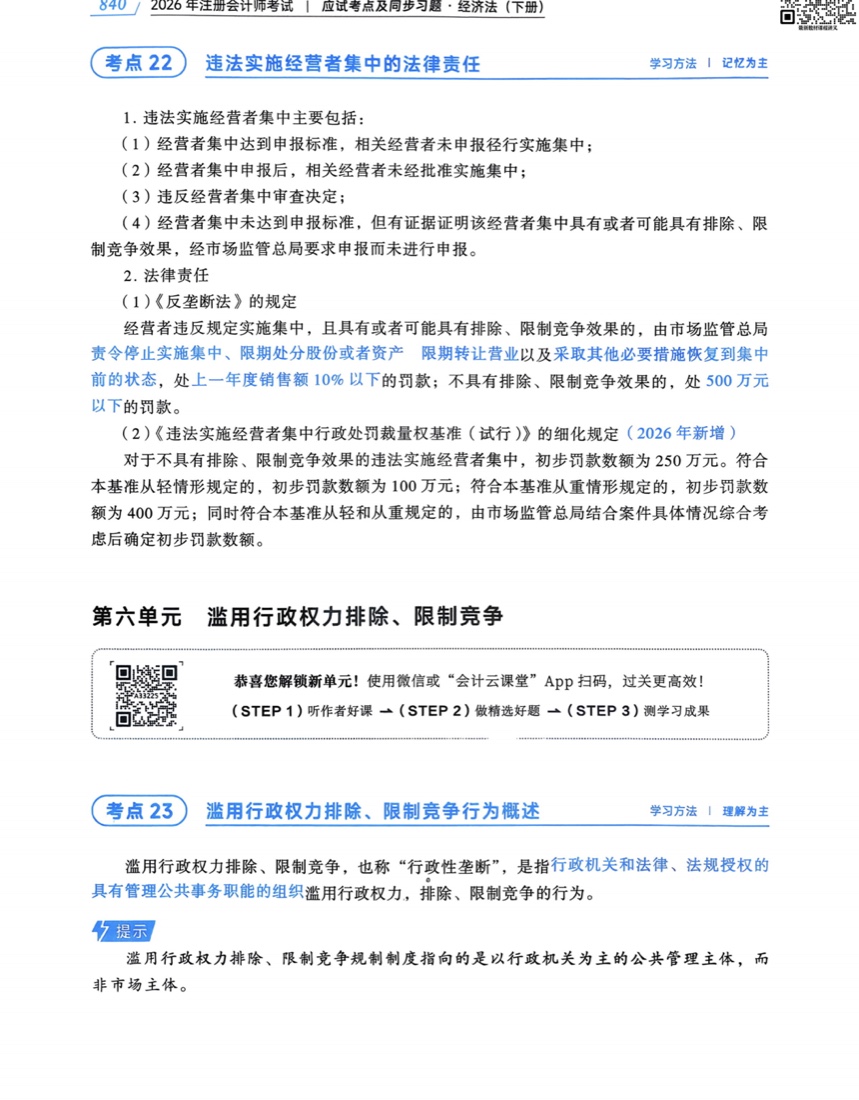 840 / 2026 年注册会计师考试 | 应试考点及同步习题·经济法（下册）
考点 22 违法实施经营者集中的法律责任 学习方法 | 记忆为主
1. 违法实施经营者集中主要包括：
（1）经营者集中达到申报标准，相关经营者未申报径行实施集中；
（2）经营者集中申报后，相关经营者未经批准实施集中；
（3）违反经营者集中审查决定；
（4）经营者集中未达到申报标准，但有证据证明该经营者集中具有或者可能具有排除、限
制竞争效果，经市场监管总局要求申报而未进行申报。
2. 法律责任
（1）《反垄断法》的规定
经营者违反规定实施集中，且具有或者可能具有排除、限制竞争效果的，由市场监管总局
责令停止实施集中、限期处分股份或者资产 限期转让营业以及采取其他必要措施恢复到集中
前的状态，处上一年度销售额 10% 以下的罚款；不具有排除、限制竞争效果的，处 500 万元
以下的罚款。
（2）《违法实施经营者集中行政处罚裁量权基准（试行）》的细化规定（2026 年新增）
对于不具有排除、限制竞争效果的违法实施经营者集中，初步罚款数额为 250 万元。符合
本基准从轻情形规定的，初步罚款数额为 100 万元；符合本基准从重情形规定的，初步罚款数
额为 400 万元；同时符合本基准从轻和从重规定的，由市场监管总局结合案件具体情况综合考
虑后确定初步罚款数额。
第六单元 滥用行政权力排除、限制竞争
恭喜您解锁新单元！使用微信或“会计云课堂”App 扫码，过关更高效！
（STEP 1）听作者好课 ⇀（STEP 2）做精选好题 ⇀（STEP 3）测学习成果
考点 23 滥用行政权力排除、限制竞争行为概述 学习方法 | 理解为主
滥用行政权力排除、限制竞争，也称“行政性垄断”，是指行政机关和法律、法规授权的
具有管理公共事务职能的组织滥用行政权力，排除、限制竞争的行为。
提示
滥用行政权力排除、限制竞争规制制度指向的是以行政机关为主的公共管理主体，而
非市场主体。